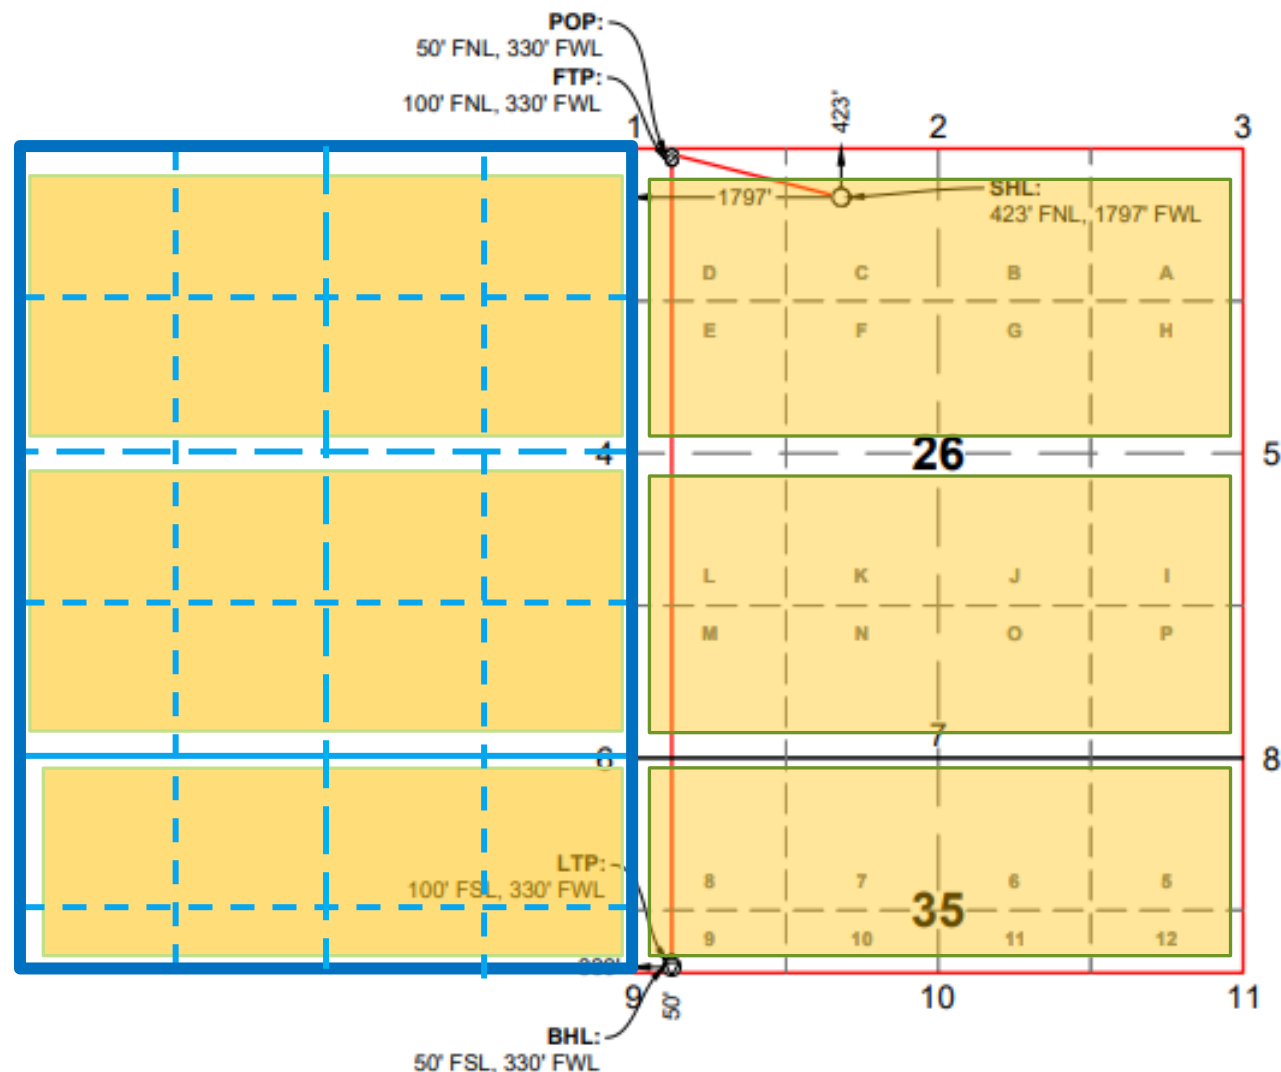 POP:
50' FNL, 330' FWL
FTP:
100' FNL, 330' FWL
423'
1
2
3
1797'
SHL:
423' FNL, 1797' FWL
D
C
B
A
E
F
G
H
4
26
5
L
K
J
I
M
N
O
P
7
6
8
LTP:
100' FSL, 330' FWL
8
7
6
5
35
9
10
11
12
9
50'
10
11
BHL:
50' FSL, 330' FWL